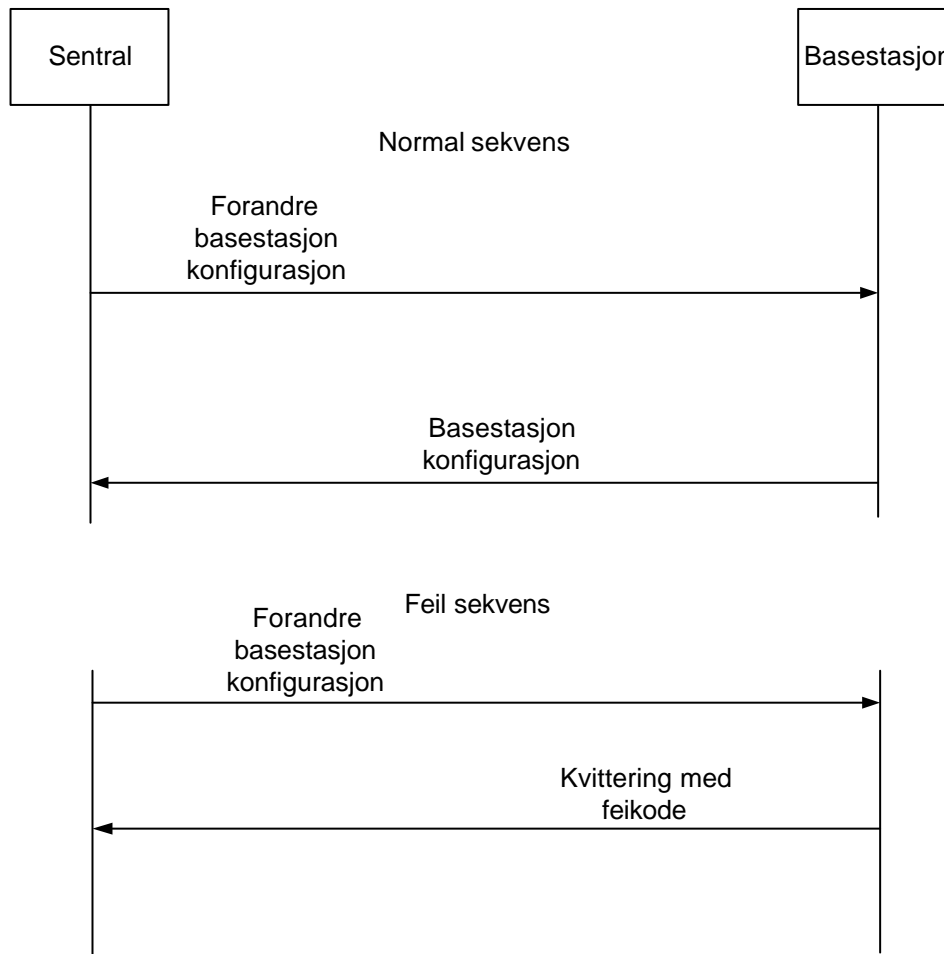 Sentral
Basestasjon
Normal sekvens
Forandre
basestasjon
konfigurasjon
Basestasjon
konfigurasjon
Feil sekvens
Forandre
basestasjon
konfigurasjon
Kvittering med
feikode